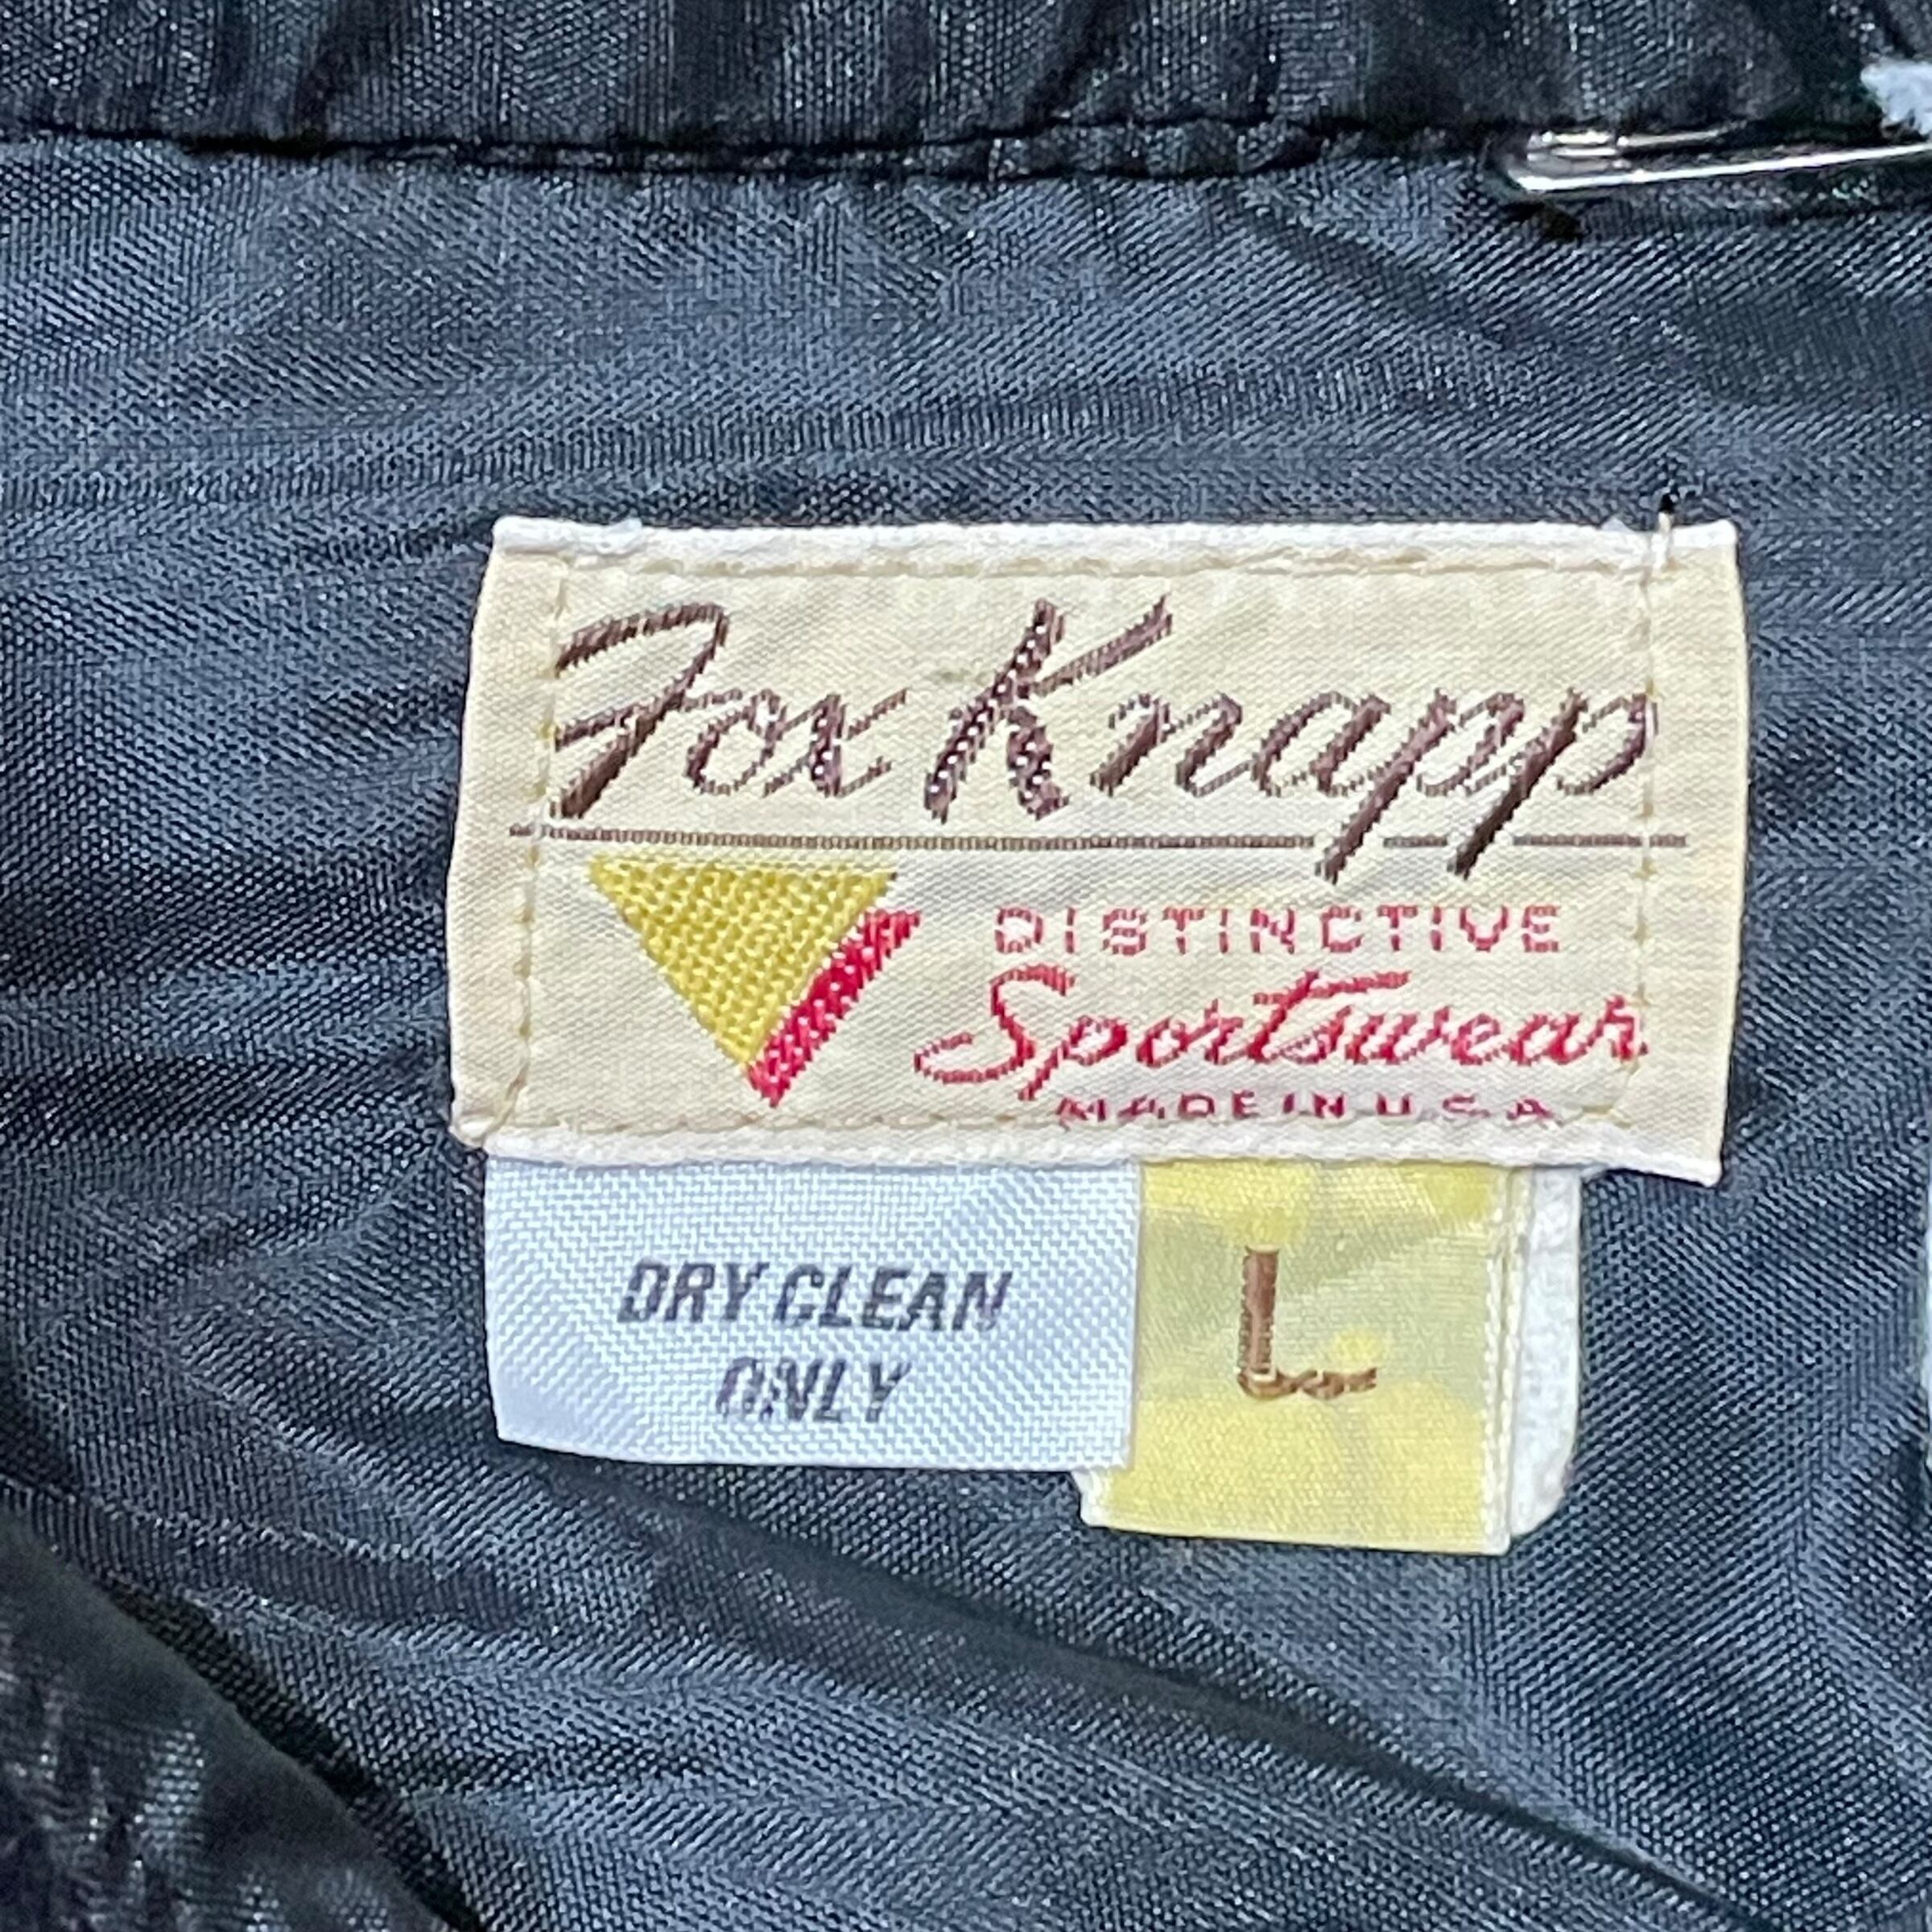 Fox Knapp
DISTINCTIVE
Sportswear
MADE IN U.S.A
DRY CLEAN
ONLY
L